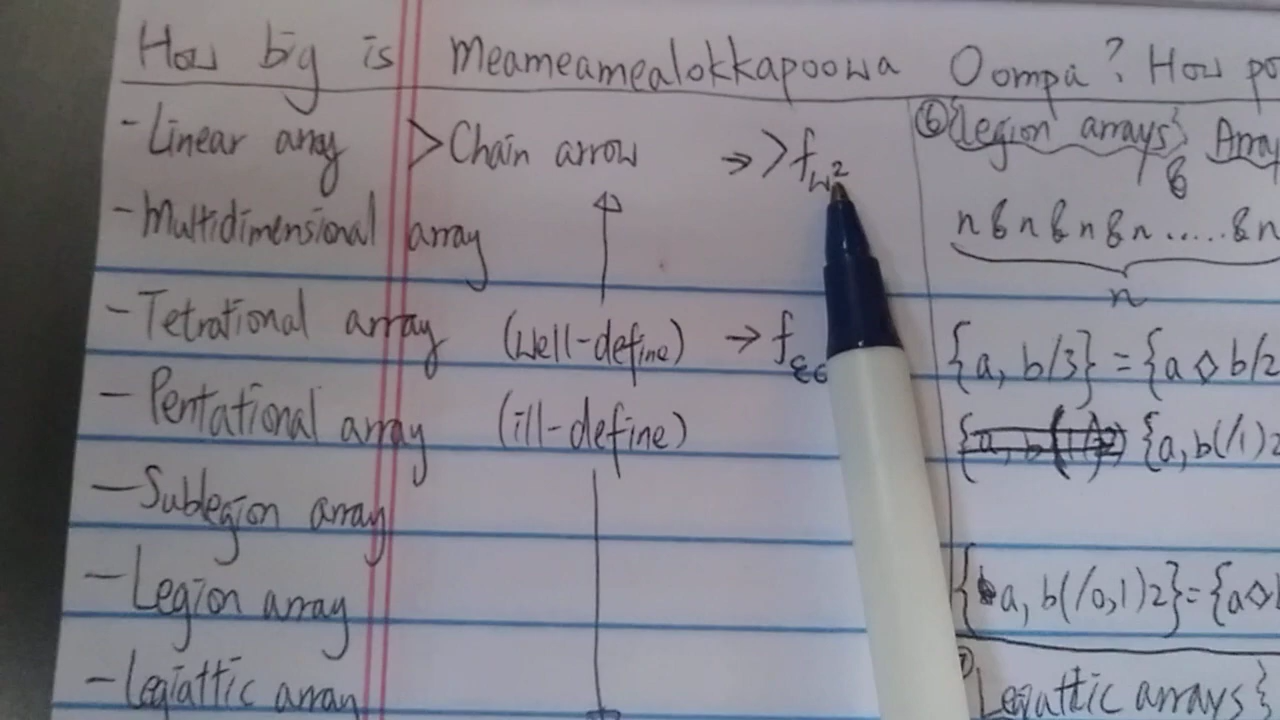 How big is Meameamealokkapoowa Oompa? How po
- Linear array > Chain arrow → > fω²
- Multidimensional array
- Tetrational array (well-define) → fε0
- Pentational array (ill-define)
- Sublegion array
- Legion array
- Legiattic array
⑥ {legion arrays} Array
&
n & n & n & n ..... & n
n
{a, b/3} = {a ◇ b/2
{a, b(/1)2
{a, b(/0,1)2} = {a ◇ b
Legiattic arrays}